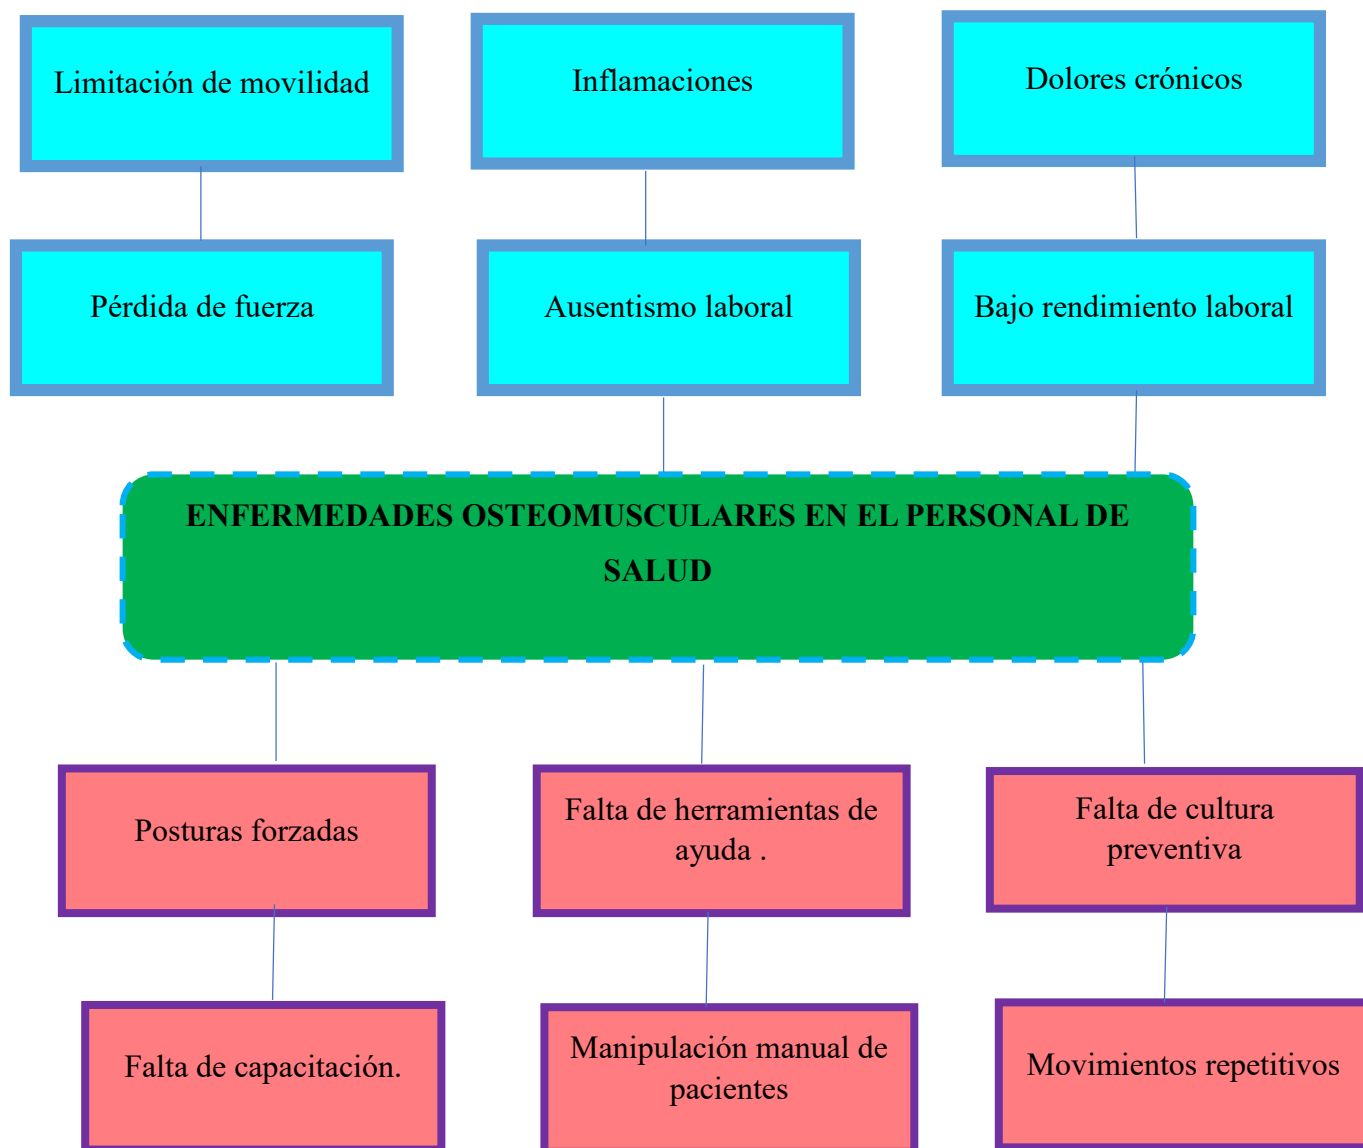 Limitación de movilidad
Inflamaciones
Dolores crónicos
Pérdida de fuerza
Ausentismo laboral
Bajo rendimiento laboral
ENFERMEDADES OSTEOMUSCULARES EN EL PERSONAL DE
SALUD
Posturas forzadas
Falta de herramientas de
ayuda .
Falta de cultura
preventiva
Falta de capacitación.
Manipulación manual de
pacientes
Movimientos repetitivos